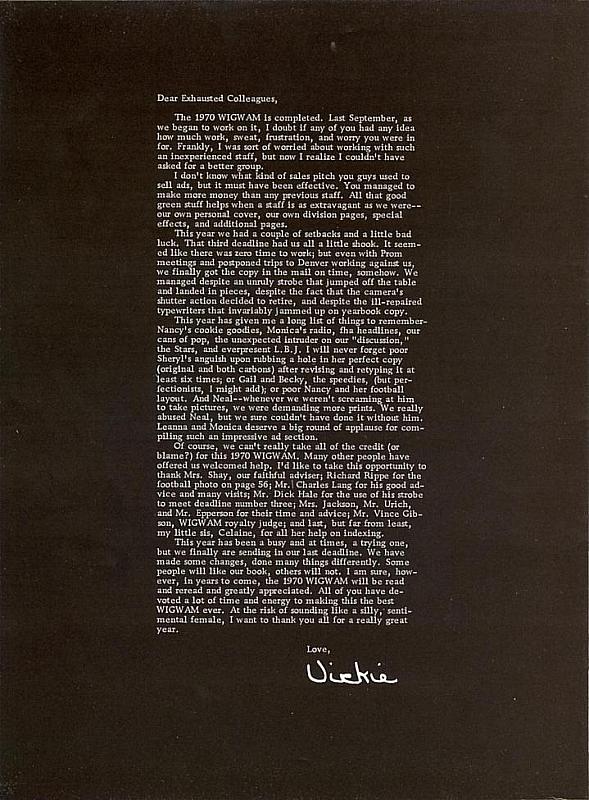 Dear Exhausted Colleagues,
The 1970 WIGWAM is completed. Last September, as
we began to work on it, I doubt if any of you had any idea
how much work, sweat, frustration, and worry you were in
for. Frankly, I was sort of worried about working with such
an inexperienced staff, but now I realize I couldn't have
asked for a better group.
I don't know what kind of sales pitch you guys used to
sell ads, but it must have been effective. You managed to
make more money than any previous staff. All that good
green stuff helps when a staff is as extravagant as we were--
our own personal cover, our own division pages, special
effects, and additional pages.
This year we had a couple of setbacks and a little bad
luck. That third deadline had us all a little shook. It seem-
ed like there was zero time to work; but even with Prom
meetings and postponed trips to Denver working against us,
we finally got the copy in the mail on time, somehow. We
managed despite an unruly strobe that jumped off the table
and landed in pieces, despite the fact that the camera's
shutter action decided to retire, and despite the ill-repaired
typewriters that invariably jammed up on yearbook copy.
This year has given me a long list of things to remember-
Nancy's cookie goodies, Monica's radio, fha headlines, our
cans of pop, the unexpected intruder on our "discussion,"
the Stars, and everpresent L.B.J. I will never forget poor
Sheryl's anguish upon rubbing a hole in her perfect copy
(original and both carbons) after revising and retyping it at
least six times; or Gail and Becky, the speedies, (but per-
fectionists, I might add); or poor Nancy and her football
layout. And Neal--whenever we weren't screaming at him
to take pictures, we were demanding more prints. We really
abused Neal, but we sure couldn't have done it without him.
Leanna and Monica deserve a big round of applause for com-
piling such an impressive ad section.
Of course, we can't really take all of the credit (or
blame?) for this 1970 WIGWAM. Many other people have
offered us welcomed help. I'd like to take this opportunity to
thank Mrs. Shay, our faithful adviser; Richard Rippe for the
football photo on page 56; Mr. Charles Lang for his good ad-
vice and many visits; Mr. Dick Hale for the use of his strobe
to meet deadline number three; Mrs. Jackson, Mr. Urich,
and Mr. Epperson for their time and advice; Mr. Vince Gib-
son, WIGWAM royalty judge; and last, but far from least,
my little sis, Celaine, for all her help on indexing.
This year has been a busy and at times, a trying one,
but we finally are sending in our last deadline. We have
made some changes, done many things differently. Some
people will like our book, others will not. I am sure, how-
ever, in years to come, the 1970 WIGWAM will be read
and reread and greatly appreciated. All of you have de-
voted a lot of time and energy to making this the best
WIGWAM ever. At the risk of sounding like a silly, senti-
mental female, I want to thank you all for a really great
year.
Love,
Vickie